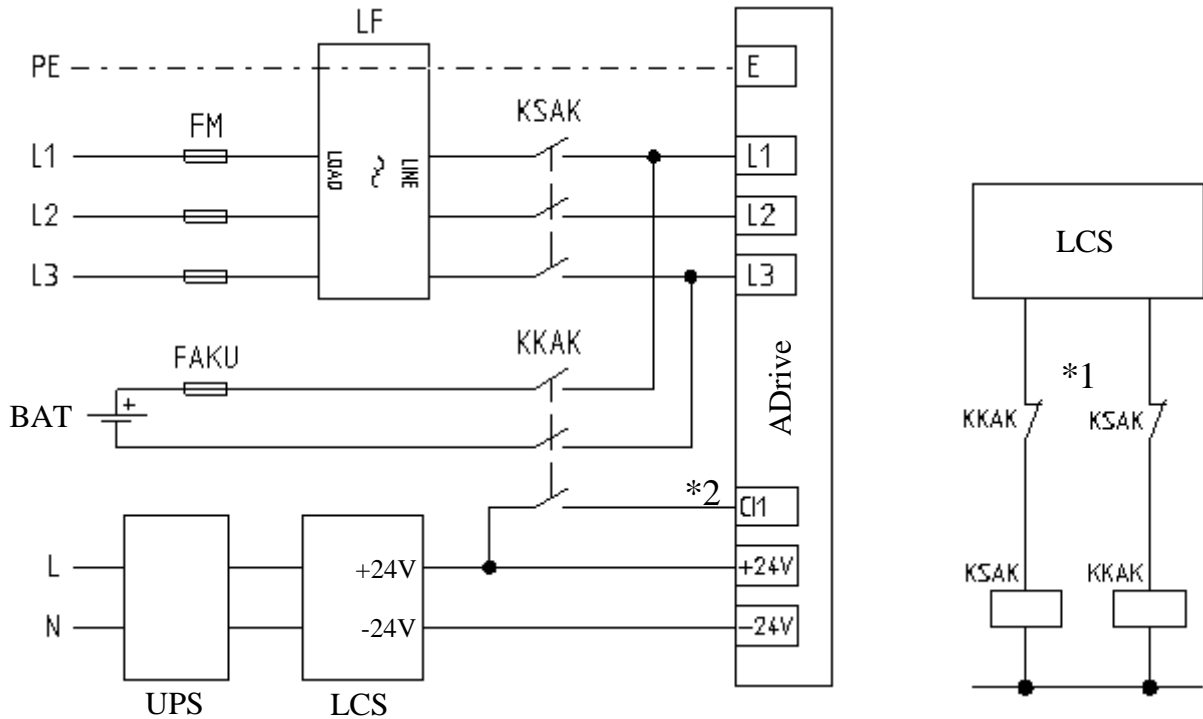 LF
PE
E
FM
KSAK
L1
LOAD
~
LINE
L1
L2
L2
L3
L3
LCS
FAKU
KKAK
BAT
+
ADrive
*1
KKAK
KSAK
*2
CI1
L
+24V
+24V
KSAK
KKAK
N
-24V
-24V
UPS
LCS